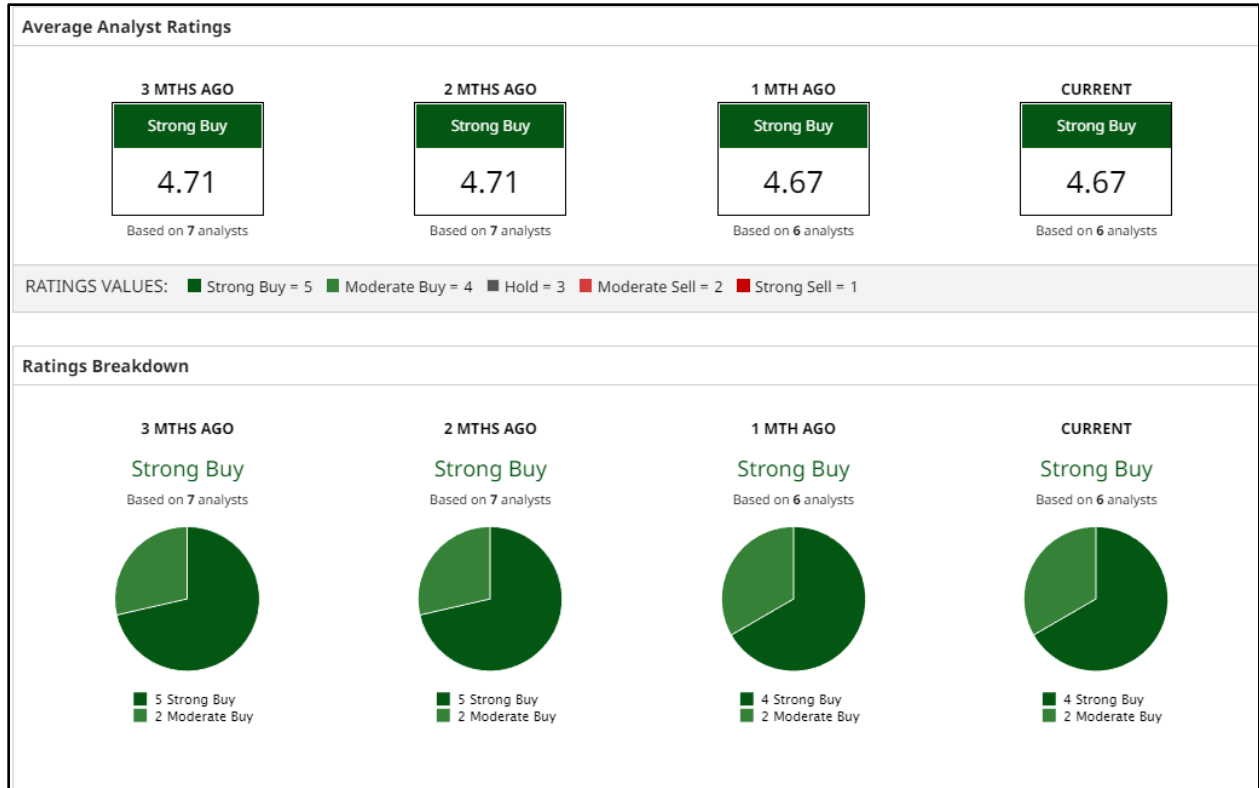 Average Analyst Ratings
3 MTHS AGO 2 MTHS AGO 1 MTH AGO CURRENT
Strong Buy Strong Buy Strong Buy Strong Buy
4.71 4.71 4.67 4.67
Based on 7 analysts Based on 7 analysts Based on 6 analysts Based on 6 analysts
RATINGS VALUES: Strong Buy = 5 Moderate Buy = 4 Hold = 3 Moderate Sell = 2 Strong Sell = 1
Ratings Breakdown
3 MTHS AGO 2 MTHS AGO 1 MTH AGO CURRENT
Strong Buy Strong Buy Strong Buy Strong Buy
Based on 7 analysts Based on 7 analysts Based on 6 analysts Based on 6 analysts
5 Strong Buy 5 Strong Buy 4 Strong Buy 4 Strong Buy
2 Moderate Buy 2 Moderate Buy 2 Moderate Buy 2 Moderate Buy